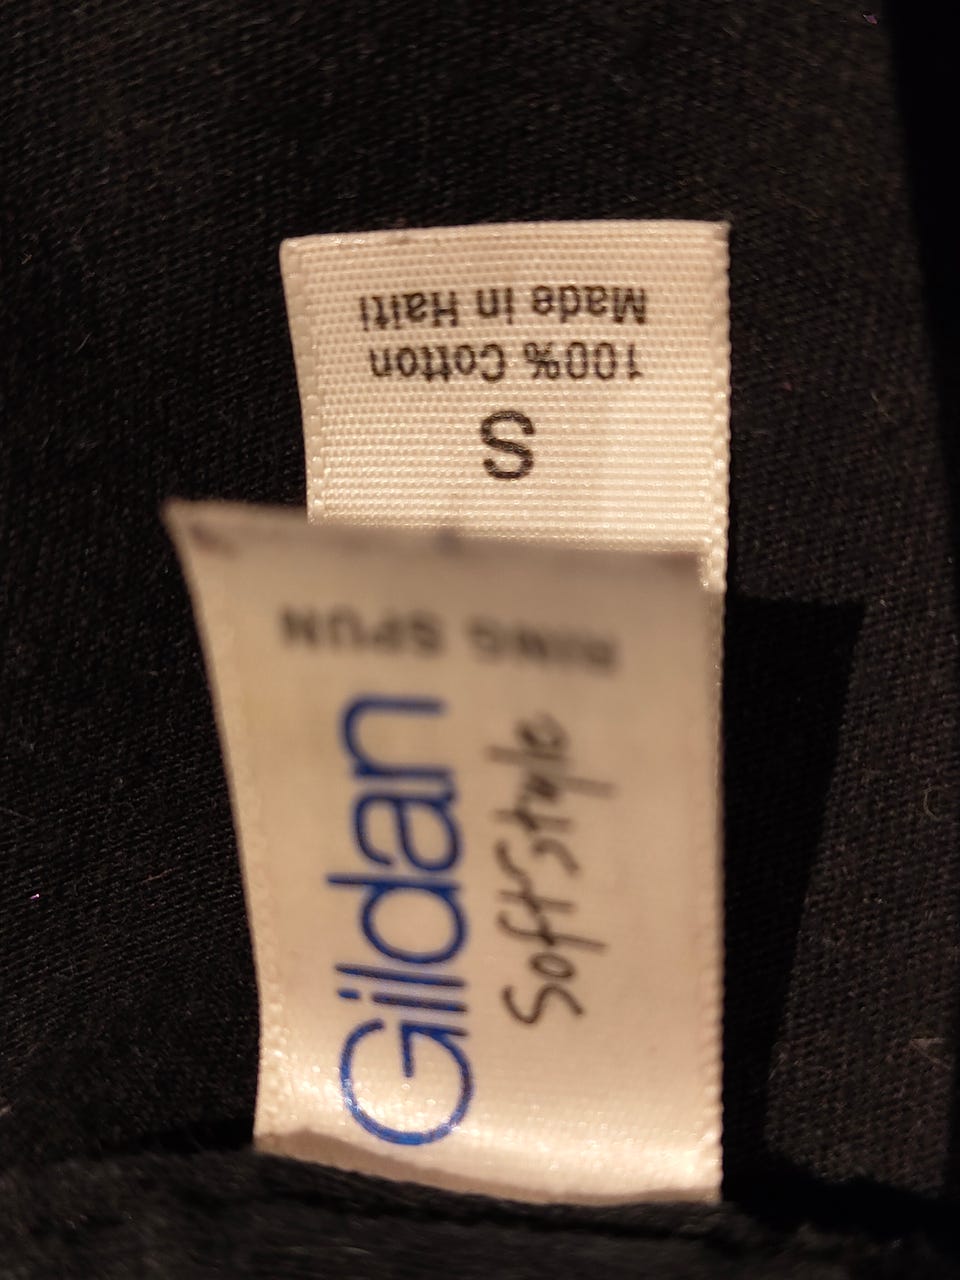 Gildan
Softstyle
RING SPUN
S
100% Cotton
Made in Haiti